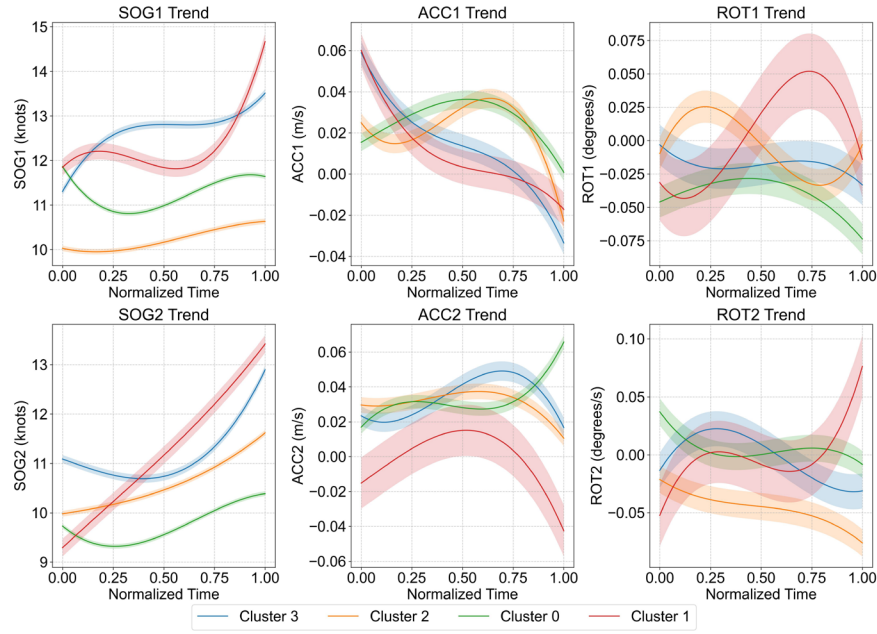 SOG1 Trend
ACC1 Trend
ROT1 Trend
SOG1 (knots)
15
14
13
12
11
10
0.00 0.25 0.50 0.75 1.00
Normalized Time
ACC1 (m/s)
0.06
0.04
0.02
0.00
−0.02
−0.04
0.00 0.25 0.50 0.75 1.00
Normalized Time
ROT1 (degrees/s)
0.075
0.050
0.025
0.000
−0.025
−0.050
−0.075
0.00 0.25 0.50 0.75 1.00
Normalized Time
SOG2 Trend
ACC2 Trend
ROT2 Trend
SOG2 (knots)
13
12
11
10
9
0.00 0.25 0.50 0.75 1.00
Normalized Time
ACC2 (m/s)
0.06
0.04
0.02
0.00
−0.02
−0.04
−0.06
0.00 0.25 0.50 0.75 1.00
Normalized Time
ROT2 (degrees/s)
0.10
0.05
0.00
−0.05
0.00 0.25 0.50 0.75 1.00
Normalized Time
Cluster 3 Cluster 2 Cluster 0 Cluster 1